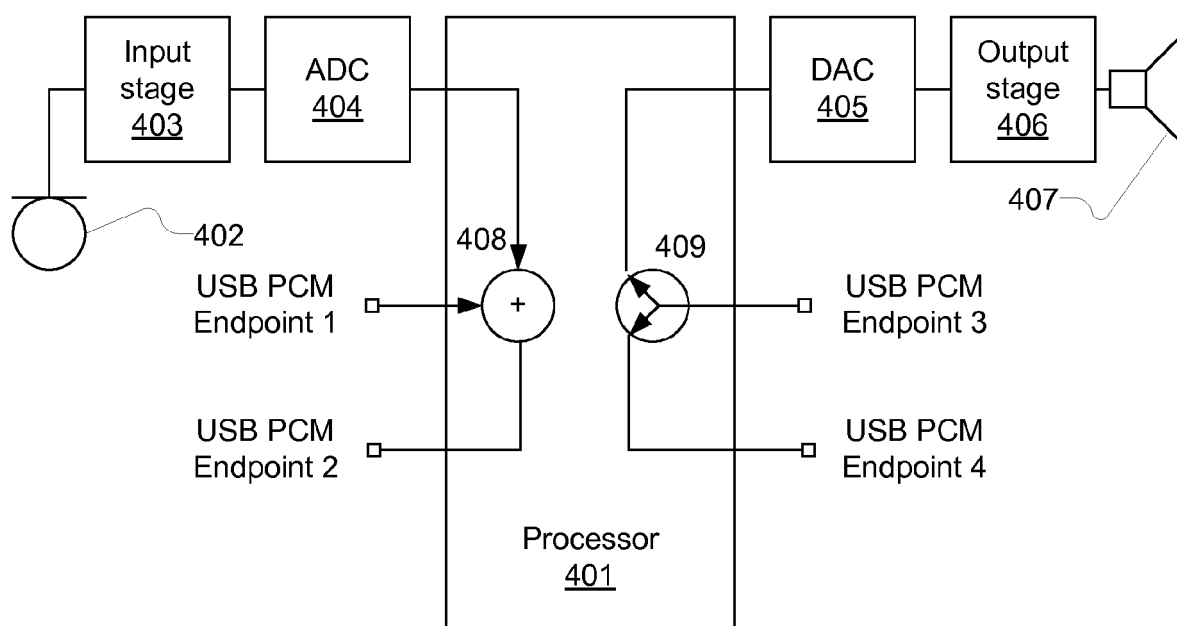 Input
stage
403
ADC
404
DAC
405
Output
stage
406
407
402
408
409
+
USB PCM
Endpoint 1
USB PCM
Endpoint 3
USB PCM
Endpoint 2
USB PCM
Endpoint 4
Processor
401